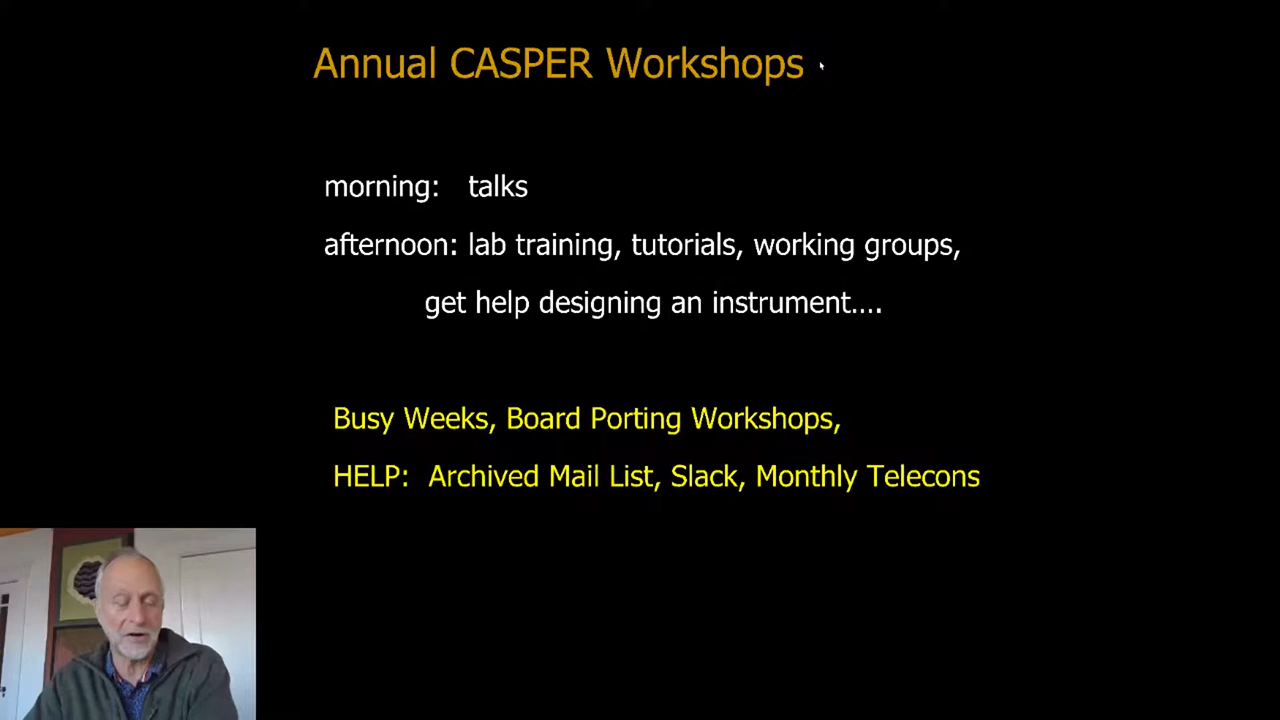 Annual CASPER Workshops
morning: talks
afternoon: lab training, tutorials, working groups,
get help designing an instrument....
Busy Weeks, Board Porting Workshops,
HELP: Archived Mail List, Slack, Monthly Telecons